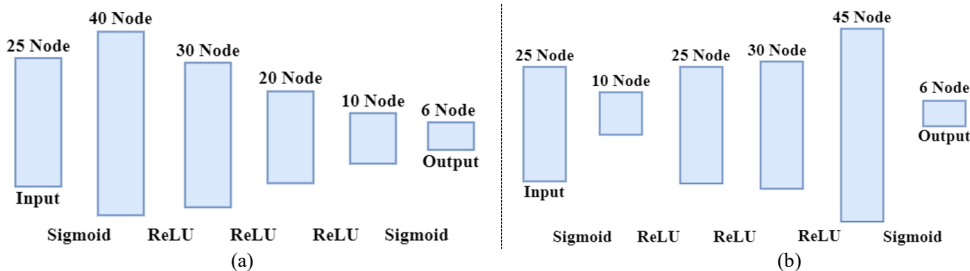 40 Node
25 Node
30 Node
20 Node
10 Node
6 Node
Input
Output
Sigmoid ReLU ReLU ReLU Sigmoid
(a)
45 Node
25 Node
10 Node
25 Node
30 Node
6 Node
Input
Output
Sigmoid ReLU ReLU ReLU Sigmoid
(b)